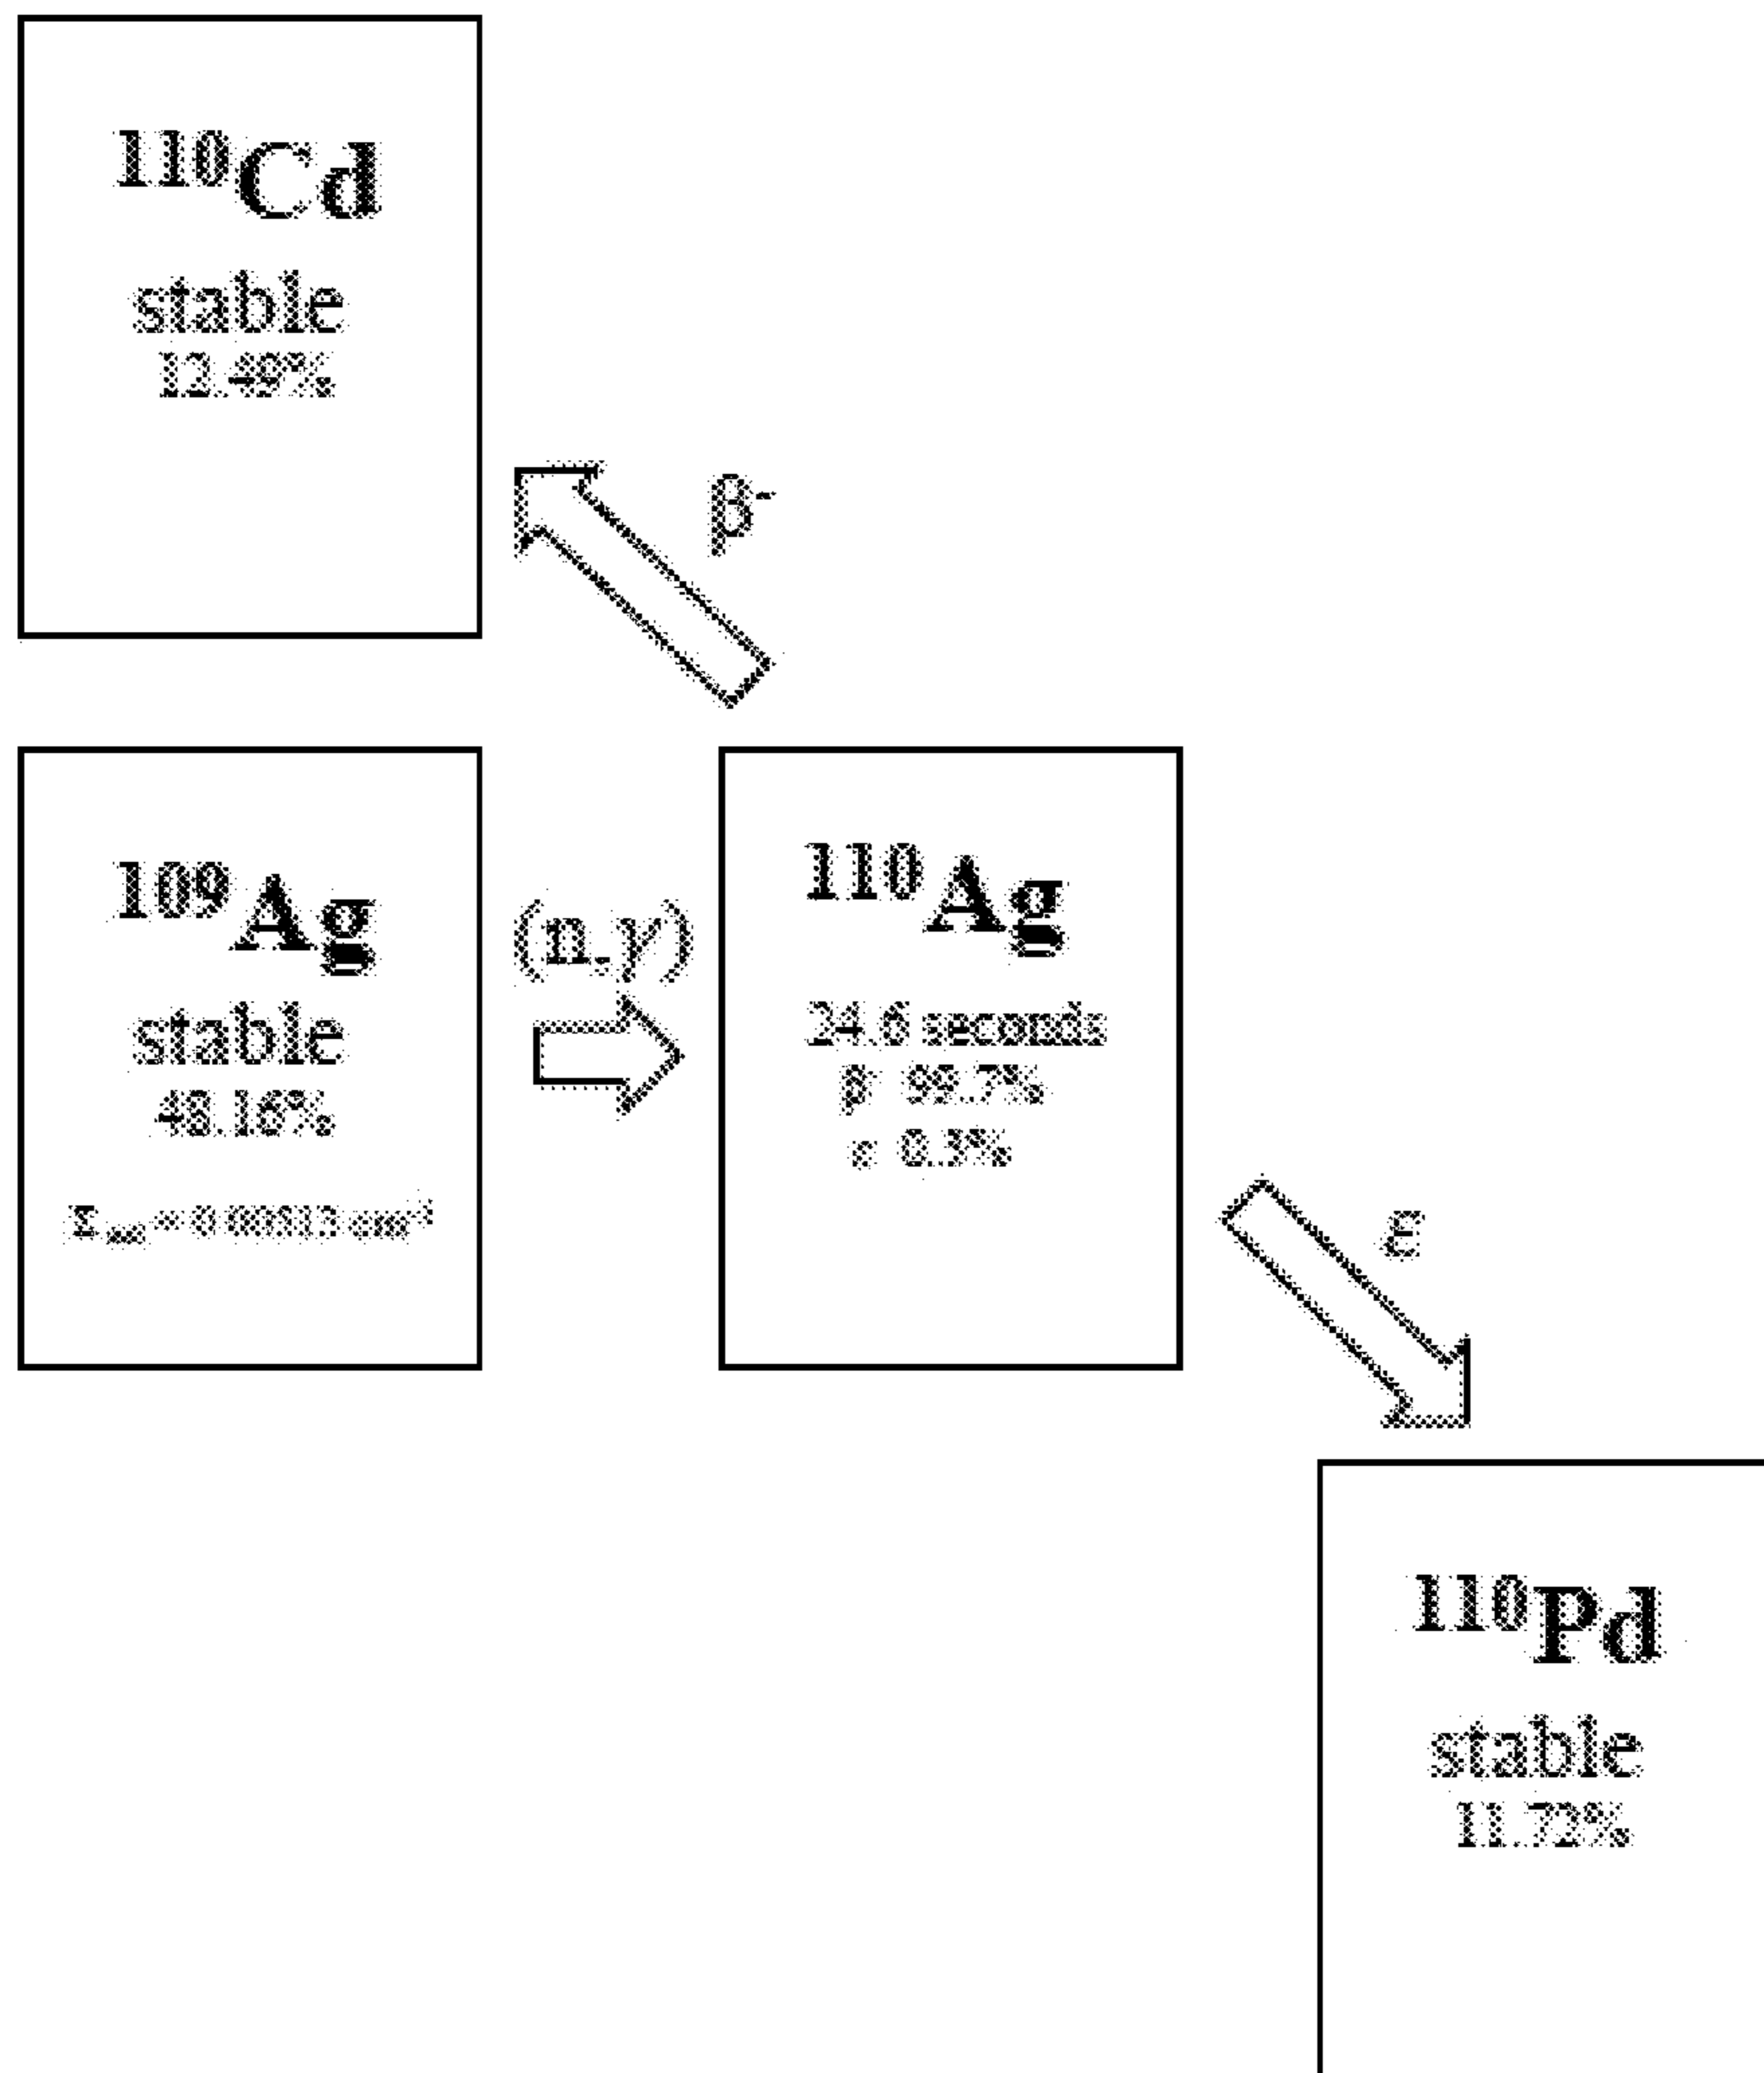 ¹¹⁰Cd
stable
12.49%
β⁻
¹⁰⁹Ag
stable
48.16%
(n,γ)
¹¹⁰Ag
24.6 seconds
β⁻ 99.7%
ε 0.3%
ε
¹¹⁰Pd
stable
11.72%